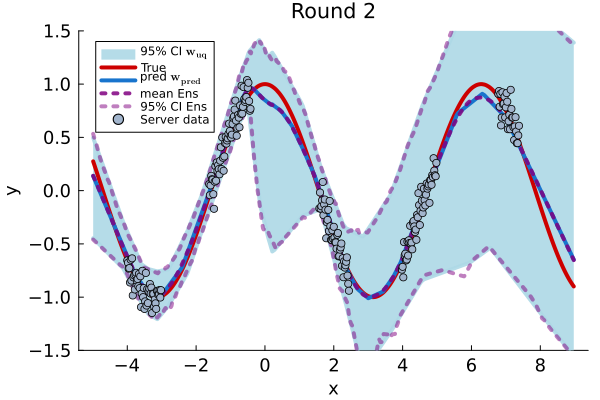 Round 2
95% CI w_uq
True
pred w_pred
mean Ens
95% CI Ens
Server data
y
1.5
1.0
0.5
0.0
−0.5
−1.0
−1.5
−4 −2 0 2 4 6 8
x